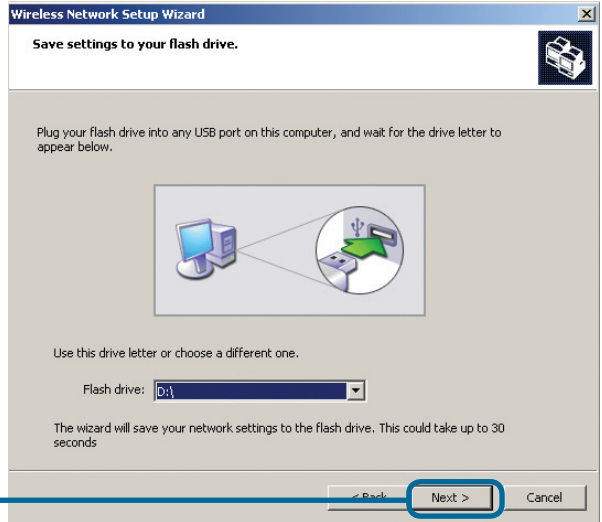 Wireless Network Setup Wizard
Save settings to your flash drive.
Plug your flash drive into any USB port on this computer, and wait for the drive letter to
appear below.
Use this drive letter or choose a different one.
Flash drive: D:\
The wizard will save your network settings to the flash drive. This could take up to 30
seconds
< Back Next > Cancel